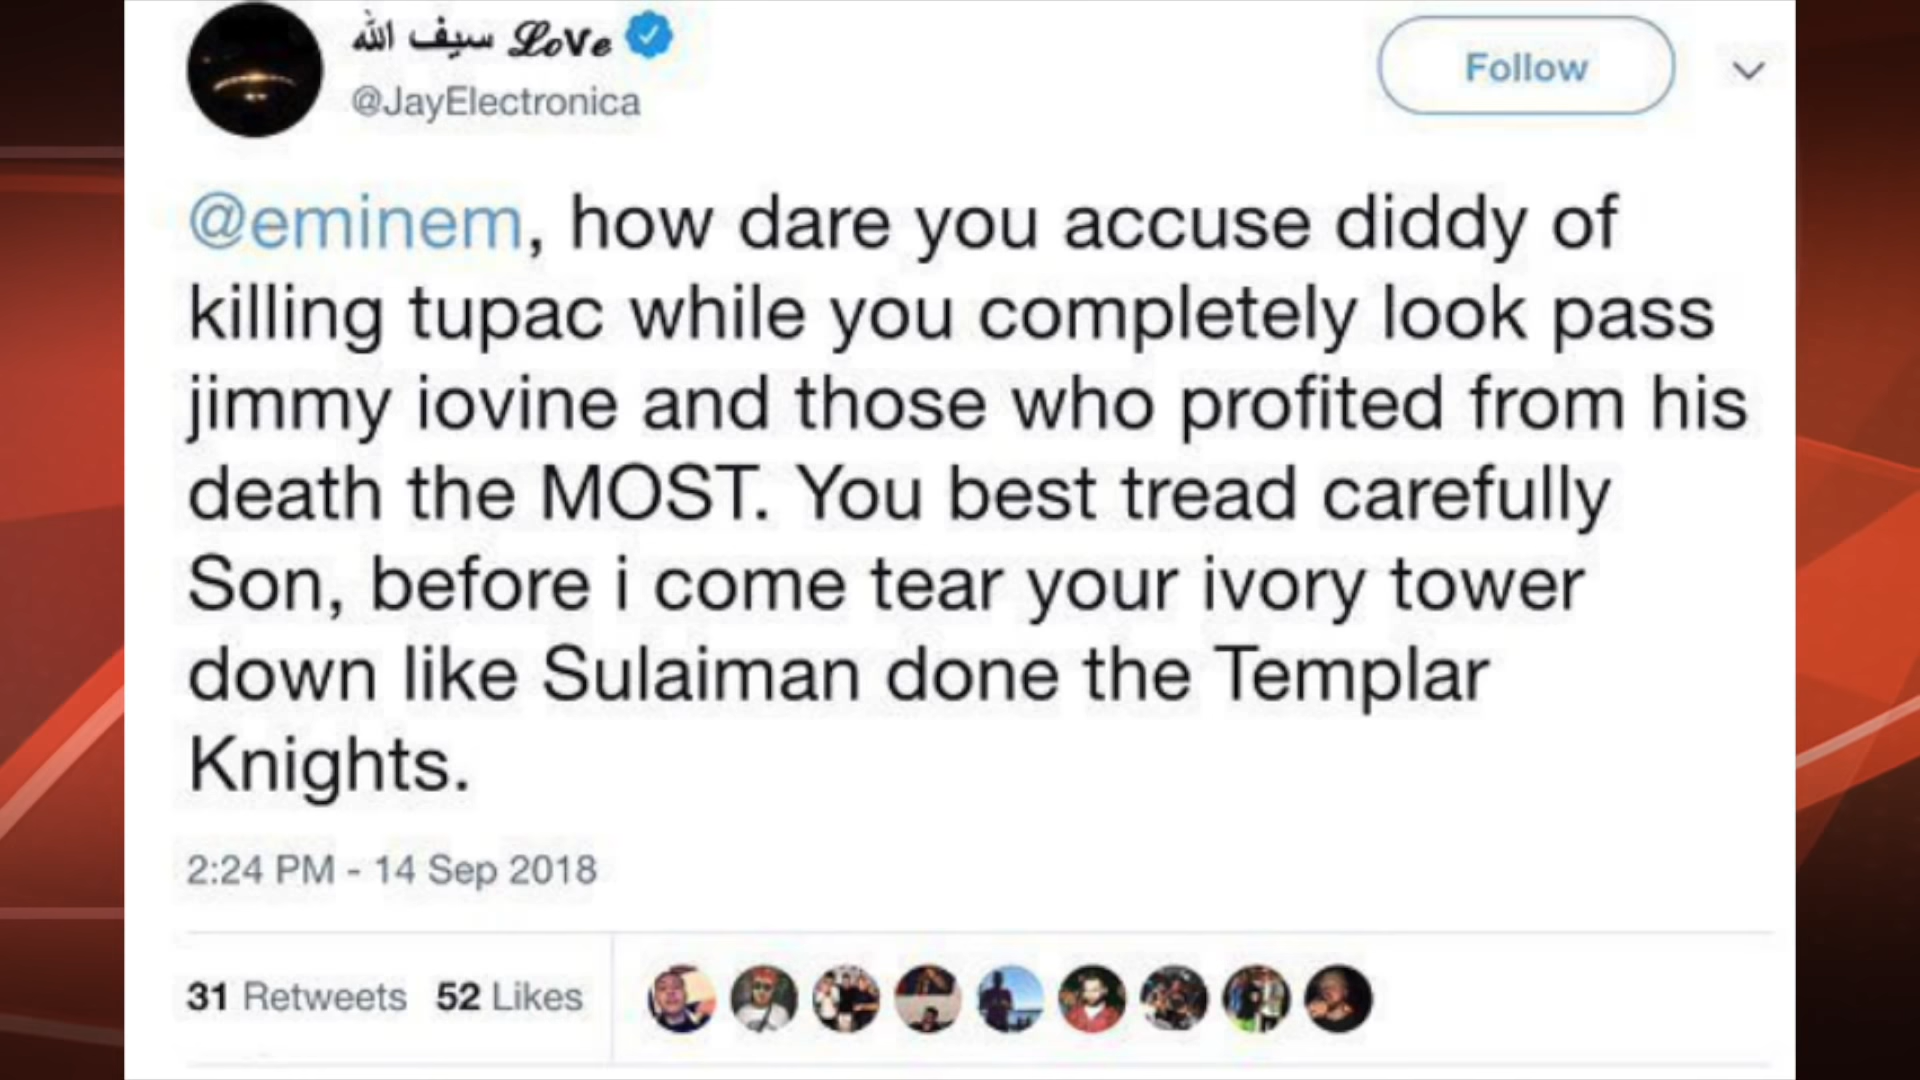 سيف الله LoVe
@JayElectronica
Follow
@eminem, how dare you accuse diddy of
killing tupac while you completely look pass
jimmy iovine and those who profited from his
death the MOST. You best tread carefully
Son, before i come tear your ivory tower
down like Sulaiman done the Templar
Knights.
2:24 PM - 14 Sep 2018
31 Retweets 52 Likes